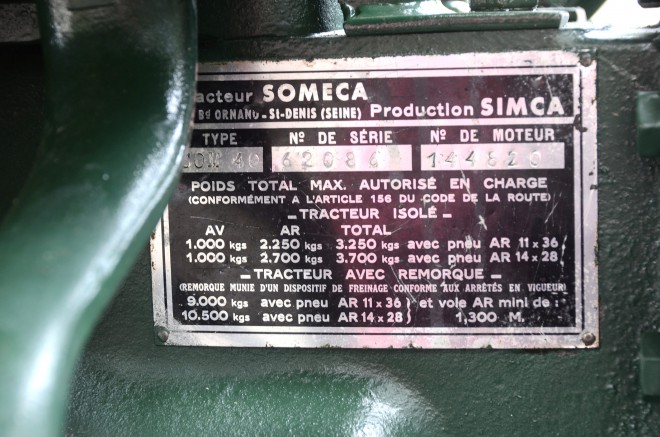 acteur SOMECA
Bd ORNANO-St-DENIS (SEINE) Production SIMCA
TYPE Nº DE SÉRIE Nº DE MOTEUR
40 144820
POIDS TOTAL MAX. AUTORISÉ EN CHARGE
(CONFORMÉMENT A L'ARTICLE 156 DU CODE DE LA ROUTE)
-TRACTEUR ISOLÉ-
AV AR TOTAL
1.000 kgs 2.250 kgs 3.250 kgs avec pneu AR 11 x 36
1.000 kgs 2.700 kgs 3.700 kgs avec pneu AR 14 x 28
-TRACTEUR AVEC REMORQUE-
(REMORQUE MUNIE D'UN DISPOSITIF DE FREINAGE CONFORME AUX ARRÊTÉS EN VIGUEUR)
9.000 kgs avec pneu AR 11 x 36 } et voie AR mini de :
10.500 kgs avec pneu AR 14 x 28 } 1,300 M.